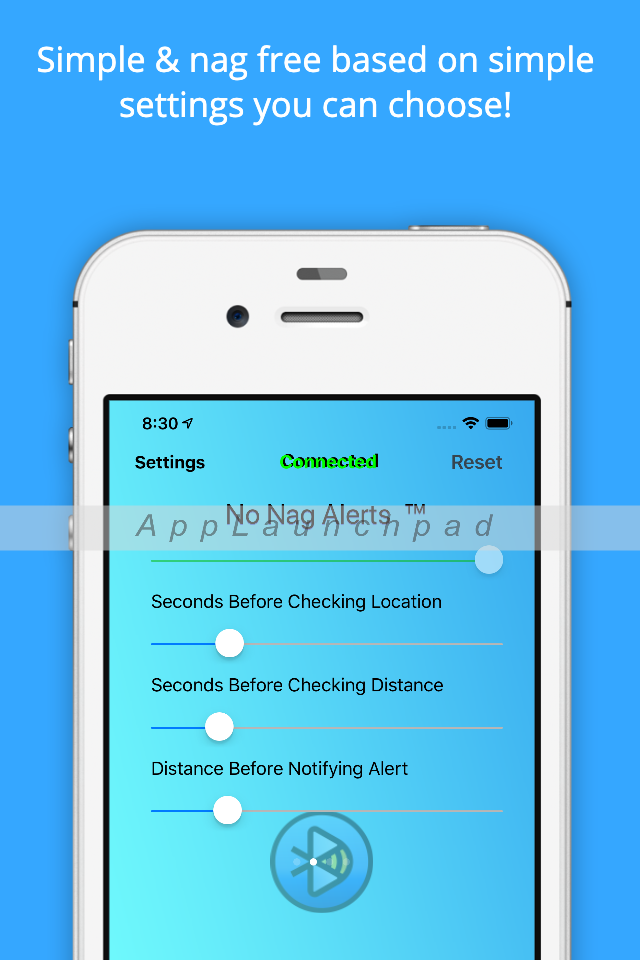 Simple & nag free based on simple
settings you can choose!
8:30
Settings Connected Reset
No Nag Alerts ™
AppLaunchpad
Seconds Before Checking Location
Seconds Before Checking Distance
Distance Before Notifying Alert